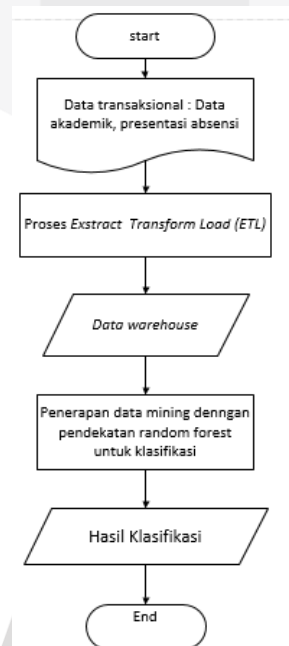 start
Data transaksional : Data
akademik, presentasi absensi
Proses Exstract Transform Load (ETL)
Data warehouse
Penerapan data mining denngan
pendekatan random forest
untuk klasifikasi
Hasil Klasifikasi
End